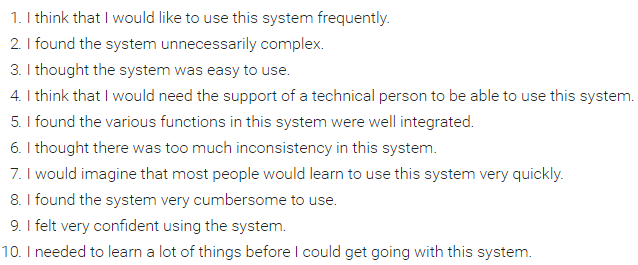 1. I think that I would like to use this system frequently.
2. I found the system unnecessarily complex.
3. I thought the system was easy to use.
4. I think that I would need the support of a technical person to be able to use this system.
5. I found the various functions in this system were well integrated.
6. I thought there was too much inconsistency in this system.
7. I would imagine that most people would learn to use this system very quickly.
8. I found the system very cumbersome to use.
9. I felt very confident using the system.
10. I needed to learn a lot of things before I could get going with this system.